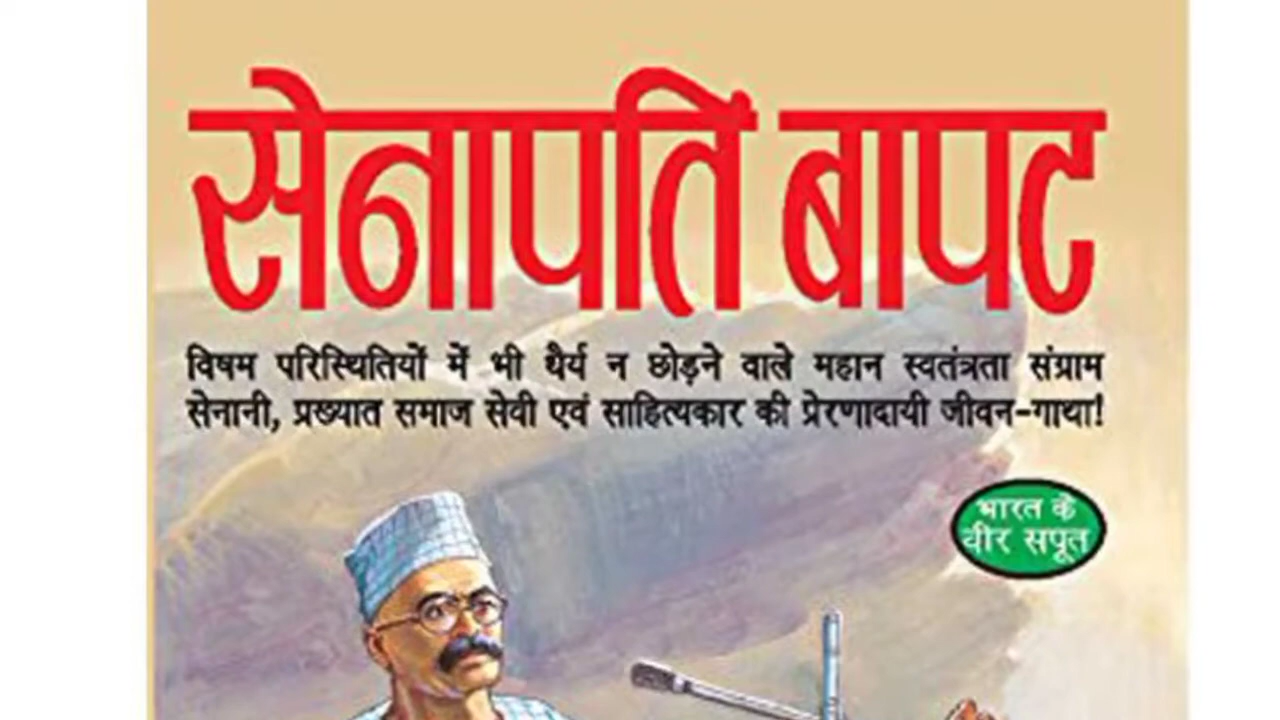 सेनापति बापट
विषम परिस्थितियों में भी धैर्य न छोड़ने वाले महान स्वतंत्रता संग्राम
सेनानी, प्रख्यात समाज सेवी एवं साहित्यकार की प्रेरणादायी जीवन-गाथा!
भारत के
वीर सपूत